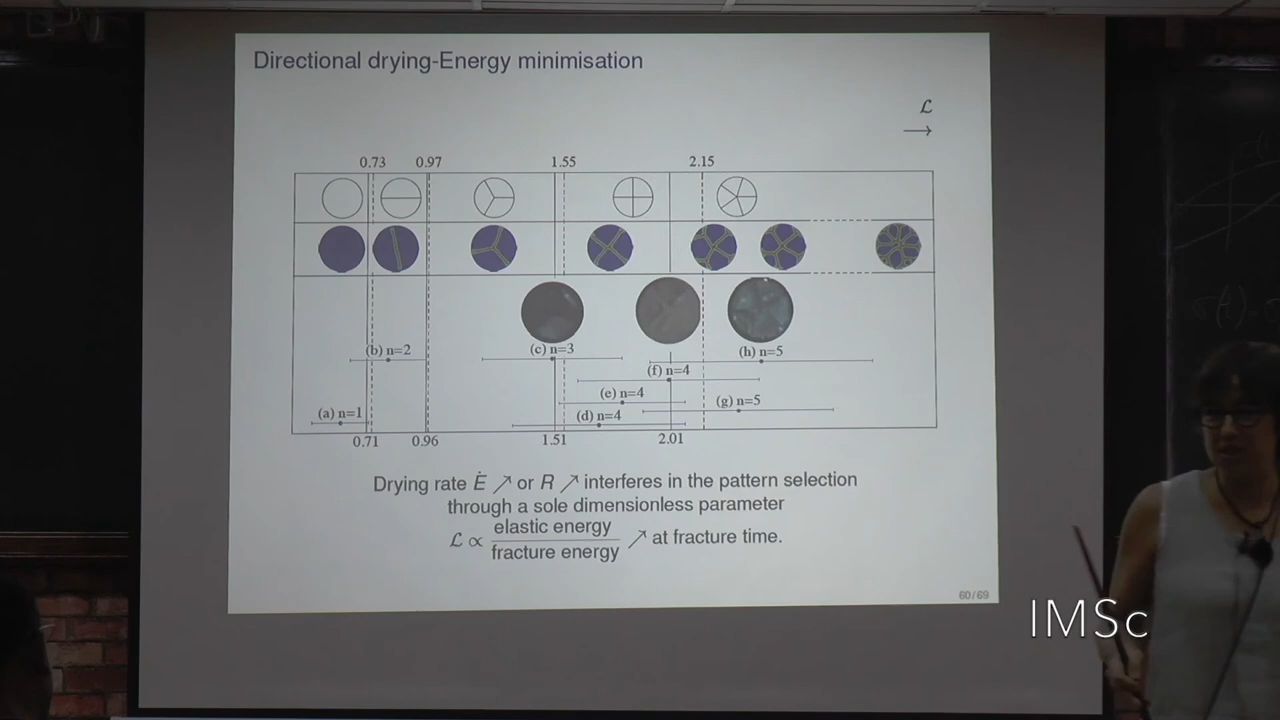 Directional drying-Energy minimisation
ℒ
→
0.73 0.97 1.55 2.15
(b) n=2 (c) n=3 (h) n=5
(f) n=4
(e) n=4 (g) n=5
(a) n=1 (d) n=4
0.71 0.96 1.51 2.01
Drying rate Ė ↗ or R ↗ interferes in the pattern selection
through a sole dimensionless parameter
ℒ ∝ elastic energy / fracture energy ↗ at fracture time.
60/69
IMSc